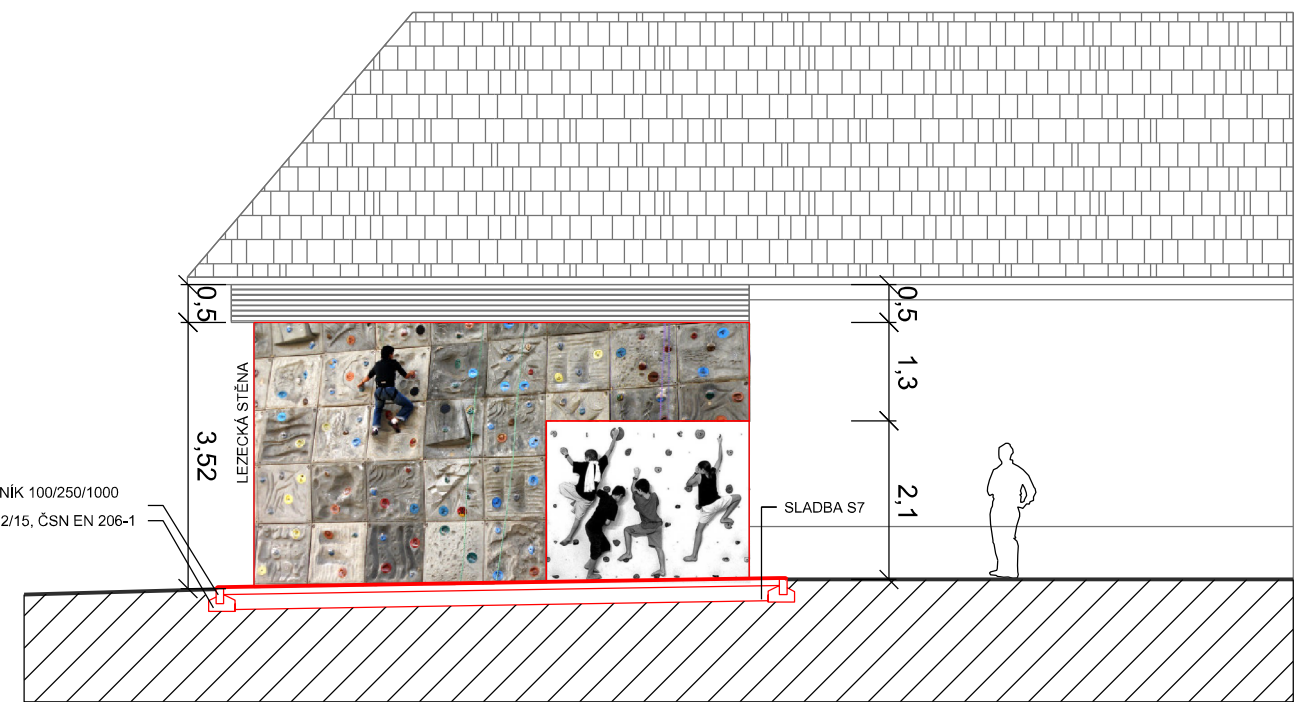 0,5
0,5
1,3
LEZECKÁ STĚNA
3,52
2,1
NÍK 100/250/1000
2/15, ČSN EN 206-1
SLADBA S7